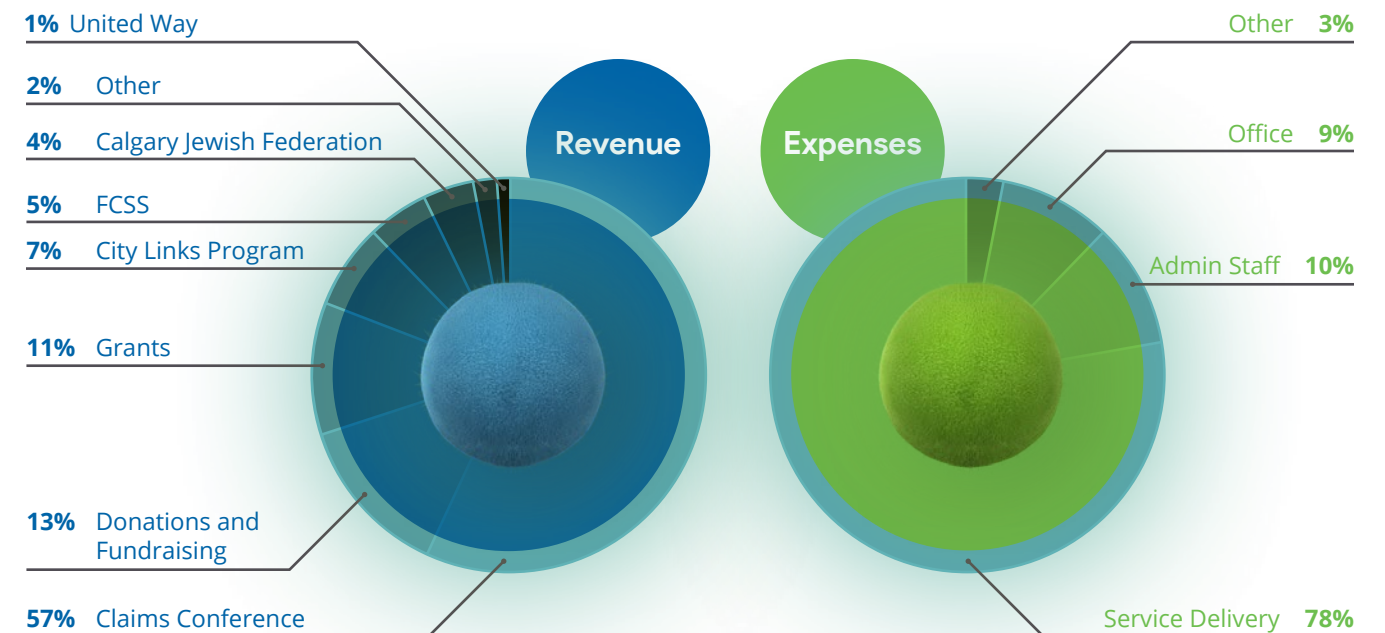 1% United Way
2% Other
4% Calgary Jewish Federation
5% FCSS
7% City Links Program
11% Grants
13% Donations and
Fundraising
57% Claims Conference
Revenue
Expenses
Other 3%
Office 9%
Admin Staff 10%
Service Delivery 78%